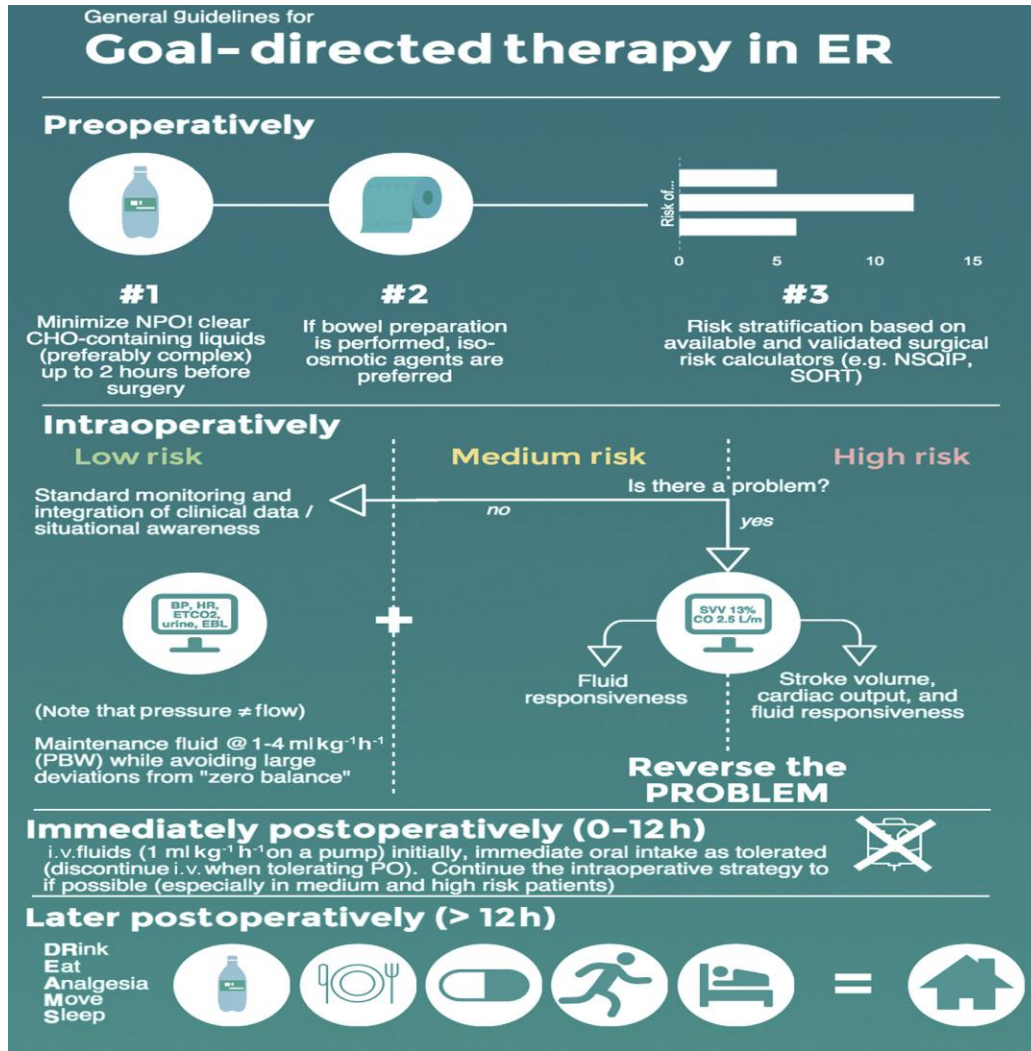 General guidelines for
Goal-directed therapy in ER
Preoperatively
Risk of...
0 5 10 15
#1
Minimize NPO! clear
CHO-containing liquids
(preferably complex)
up to 2 hours before
surgery
#2
If bowel preparation
is performed, iso-
osmotic agents are
preferred
#3
Risk stratification based on
available and validated surgical
risk calculators (e.g. NSQIP,
SORT)
Intraoperatively
Low risk
Medium risk
High risk
Standard monitoring and
integration of clinical data /
situational awareness
Is there a problem?
no
yes
BP, HR,
ETCO2,
urine, EBL
+
SVV 13%
CO 2.5 L/m
Fluid
responsiveness
Stroke volume,
cardiac output, and
fluid responsiveness
(Note that pressure ≠ flow)
Maintenance fluid @ 1-4 ml kg⁻¹h⁻¹
(PBW) while avoiding large
deviations from "zero balance"
Reverse the
PROBLEM
Immediately postoperatively (0-12h)
i.v.fluids (1 ml kg⁻¹ h⁻¹ on a pump) initially, immediate oral intake as tolerated
(discontinue i.v. when tolerating PO). Continue the intraoperative strategy to
if possible (especially in medium and high risk patients)
Later postoperatively (> 12h)
DRink
Eat
Analgesia
Move
Sleep
=